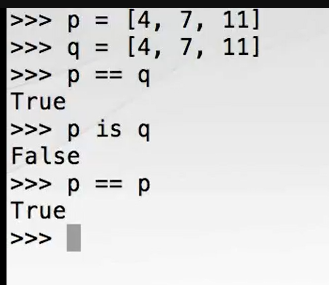 >>> p = [4, 7, 11]
>>> q = [4, 7, 11]
>>> p == q
True
>>> p is q
False
>>> p == p
True
>>>